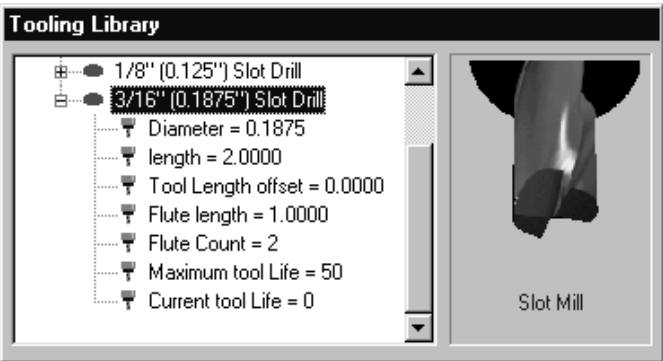 Tooling Library
1/8" (0.125") Slot Drill
3/16" (0.1875") Slot Drill
Diameter = 0.1875
length = 2.0000
Tool Length offset = 0.0000
Flute length = 1.0000
Flute Count = 2
Maximum tool Life = 50
Current tool Life = 0
Slot Mill